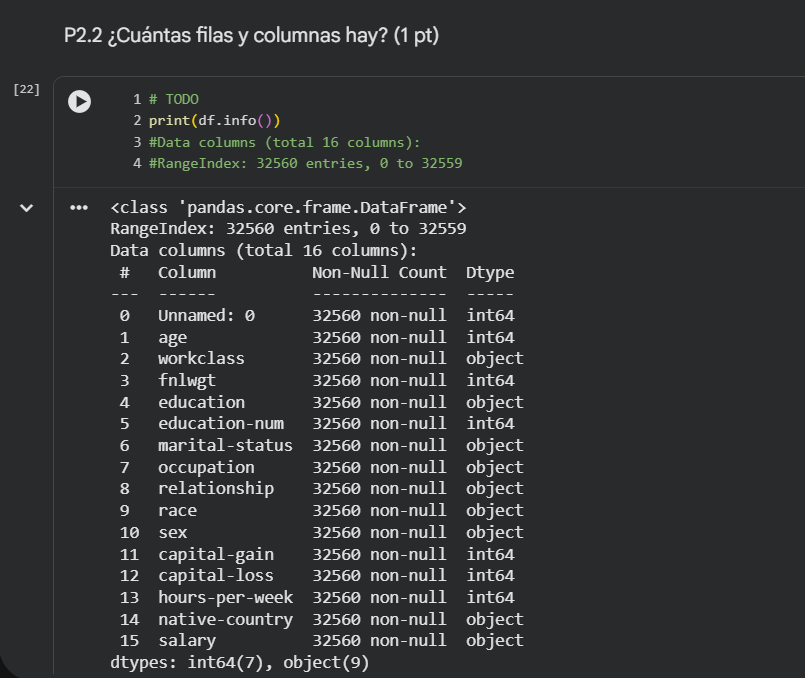 P2.2 ¿Cuántas filas y columnas hay? (1 pt)
[22]
1 # TODO
2 print(df.info())
3 #Data columns (total 16 columns):
4 #RangeIndex: 32560 entries, 0 to 32559
<class 'pandas.core.frame.DataFrame'>
RangeIndex: 32560 entries, 0 to 32559
Data columns (total 16 columns):
 #   Column          Non-Null Count  Dtype
---  ------          --------------  -----
 0   Unnamed: 0      32560 non-null  int64
 1   age             32560 non-null  int64
 2   workclass       32560 non-null  object
 3   fnlwgt          32560 non-null  int64
 4   education       32560 non-null  object
 5   education-num   32560 non-null  int64
 6   marital-status  32560 non-null  object
 7   occupation      32560 non-null  object
 8   relationship    32560 non-null  object
 9   race            32560 non-null  object
 10  sex             32560 non-null  object
 11  capital-gain    32560 non-null  int64
 12  capital-loss    32560 non-null  int64
 13  hours-per-week  32560 non-null  int64
 14  native-country  32560 non-null  object
 15  salary          32560 non-null  object
dtypes: int64(7), object(9)